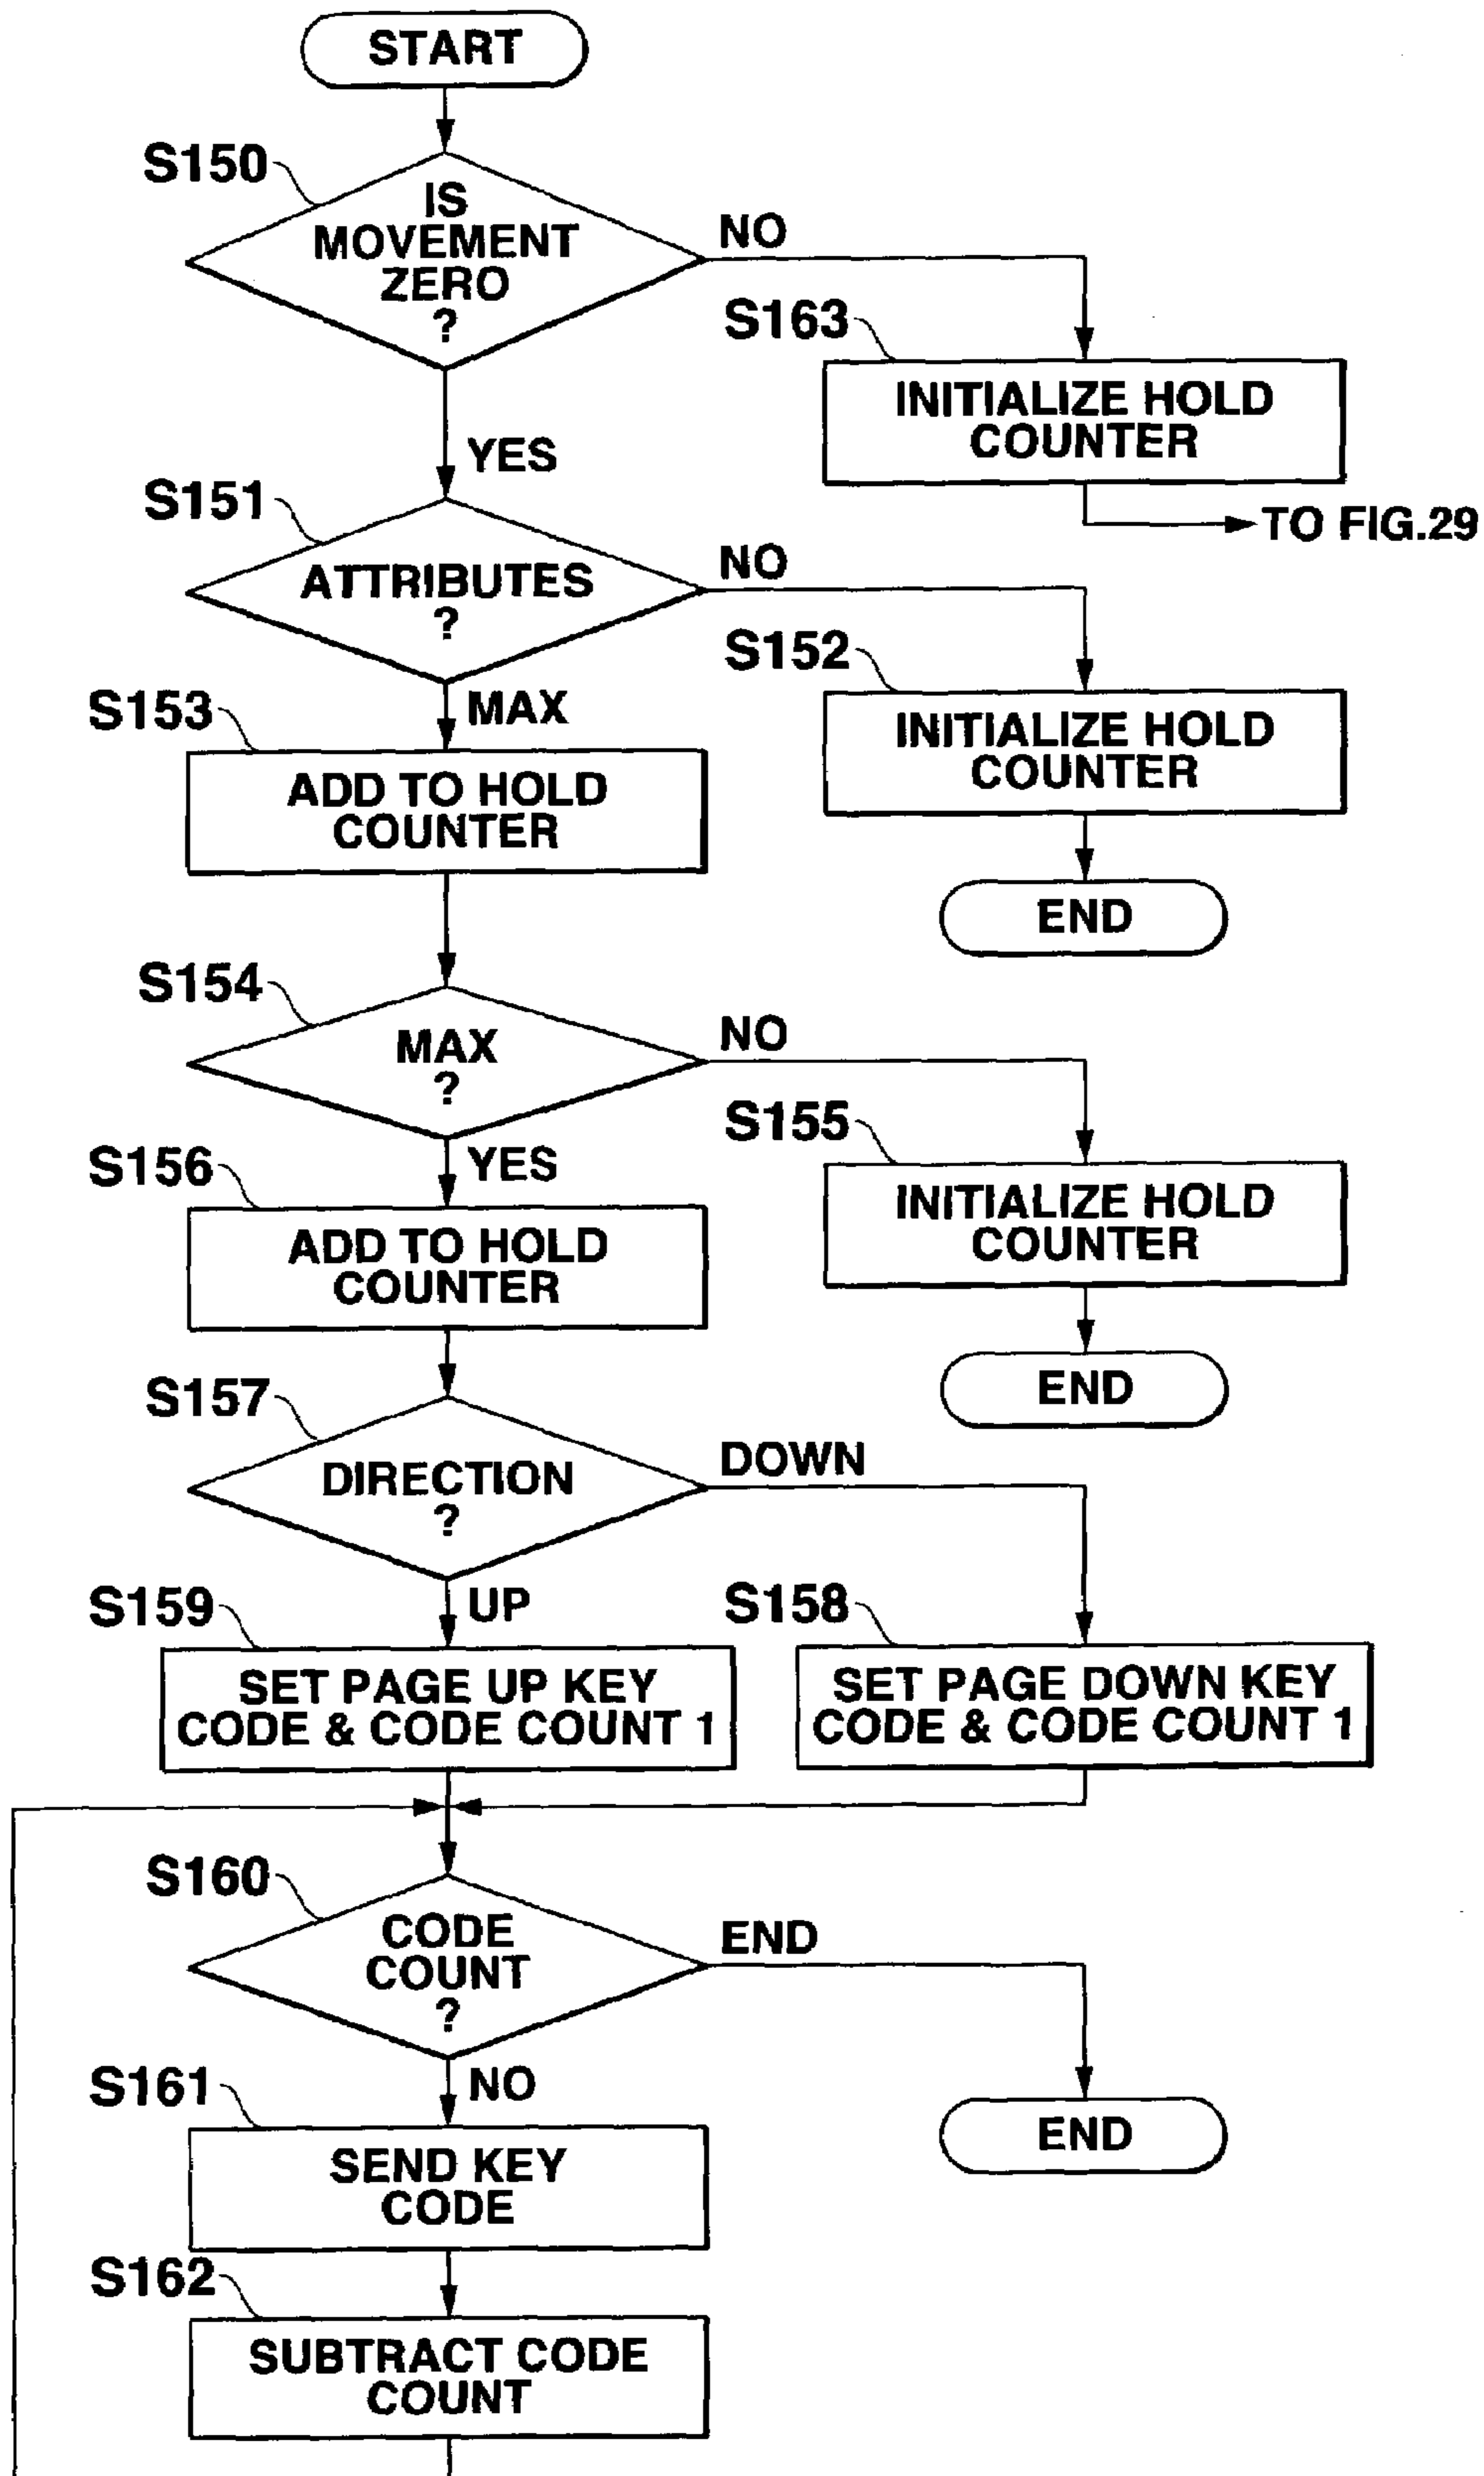 START
S150
IS
MOVEMENT
ZERO
?
NO
S163
INITIALIZE HOLD
COUNTER
TO FIG.29
YES
S151
ATTRIBUTES
?
NO
S152
INITIALIZE HOLD
COUNTER
END
MAX
S153
ADD TO HOLD
COUNTER
S154
MAX
?
NO
S155
INITIALIZE HOLD
COUNTER
END
YES
S156
ADD TO HOLD
COUNTER
S157
DIRECTION
?
DOWN
S158
SET PAGE DOWN KEY
CODE & CODE COUNT 1
UP
S159
SET PAGE UP KEY
CODE & CODE COUNT 1
S160
CODE
COUNT
?
END
END
NO
S161
SEND KEY
CODE
S162
SUBTRACT CODE
COUNT